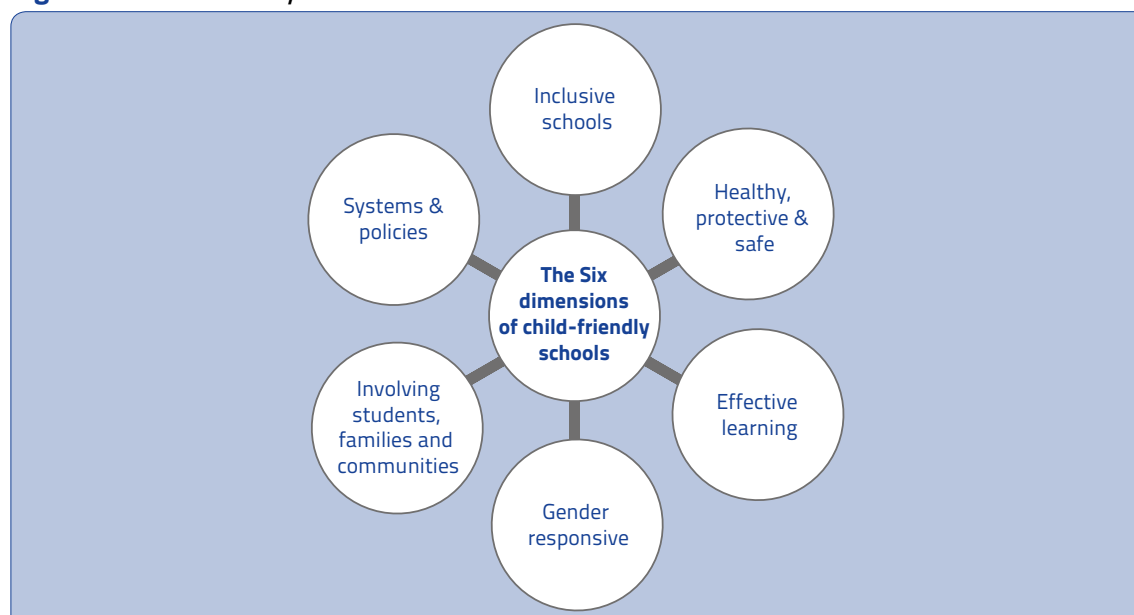 Inclusive
schools
Healthy,
protective &
safe
Effective
learning
Gender
responsive
Involving
students,
families and
communities
Systems &
policies
The Six
dimensions
of child-friendly
schools